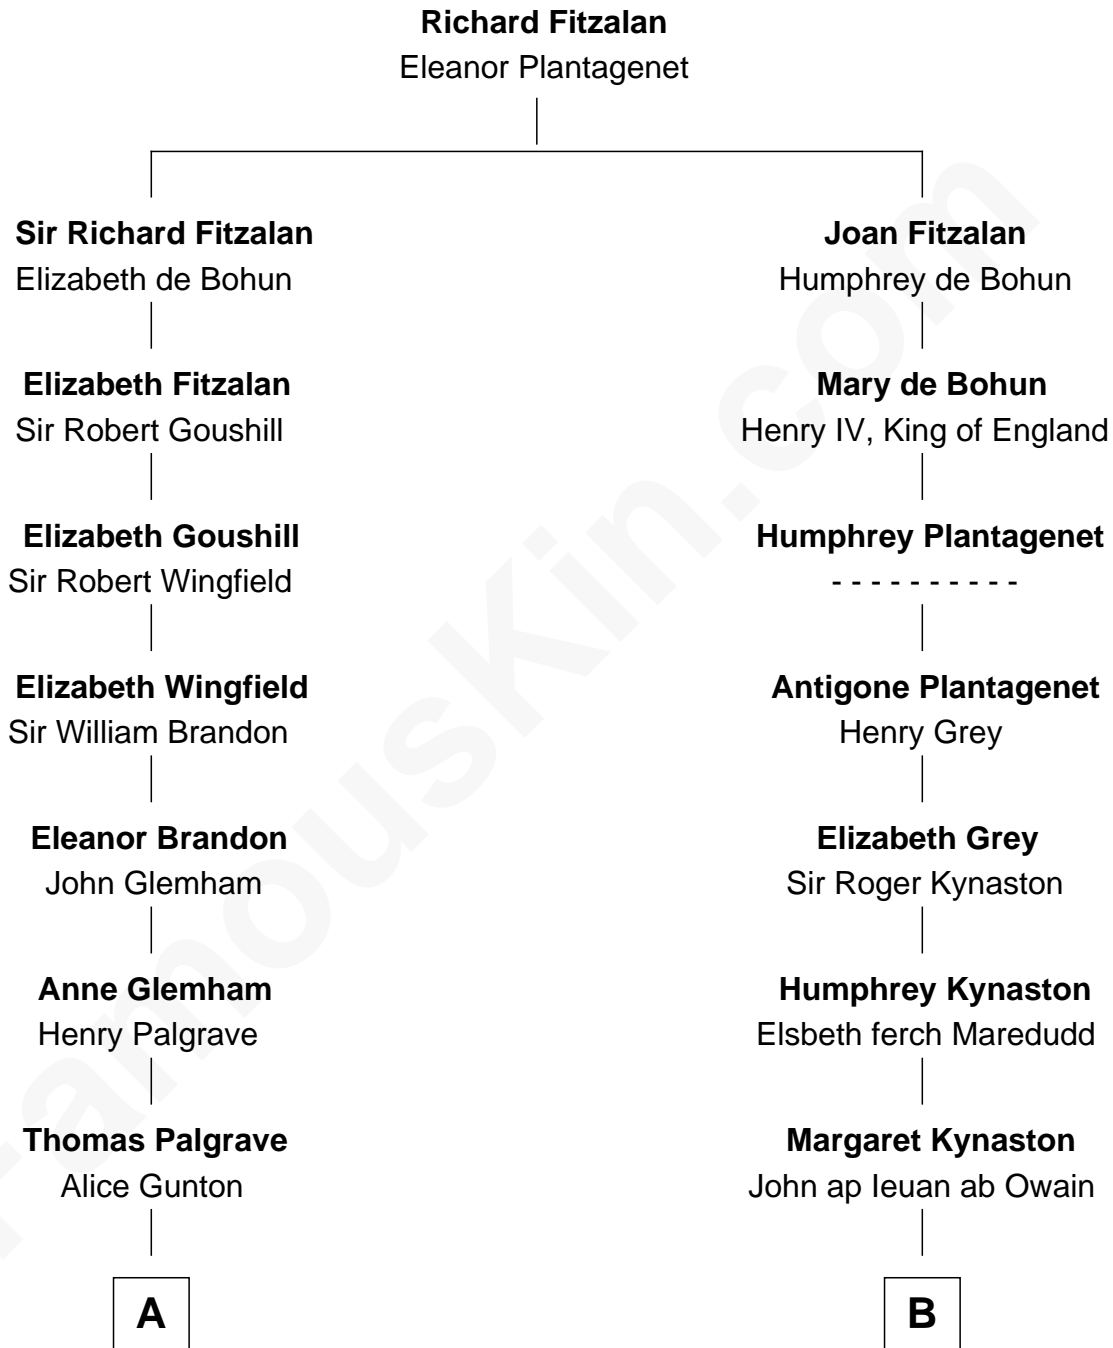 Richard Fitzalan
Eleanor Plantagenet
Sir Richard Fitzalan
Elizabeth de Bohun
Elizabeth Fitzalan
Sir Robert Goushill
Elizabeth Goushill
Sir Robert Wingfield
Elizabeth Wingfield
Sir William Brandon
Eleanor Brandon
John Glemham
Anne Glemham
Henry Palgrave
Thomas Palgrave
Alice Gunton
A
Joan Fitzalan
Humphrey de Bohun
Mary de Bohun
Henry IV, King of England
Humphrey Plantagenet
- - - - - - - - - -
Antigone Plantagenet
Henry Grey
Elizabeth Grey
Sir Roger Kynaston
Humphrey Kynaston
Elsbeth ferch Maredudd
Margaret Kynaston
John ap Ieuan ab Owain
B
FamousKin.com